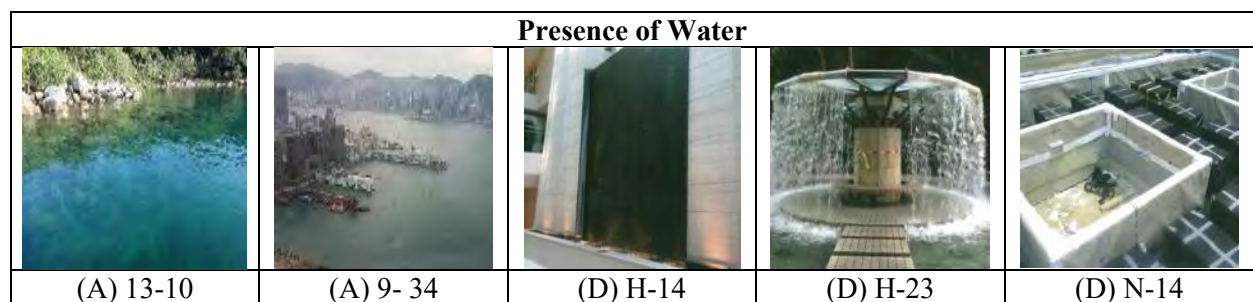 Presence of Water
(A) 13-10
(A) 9- 34
(D) H-14
(D) H-23
(D) N-14